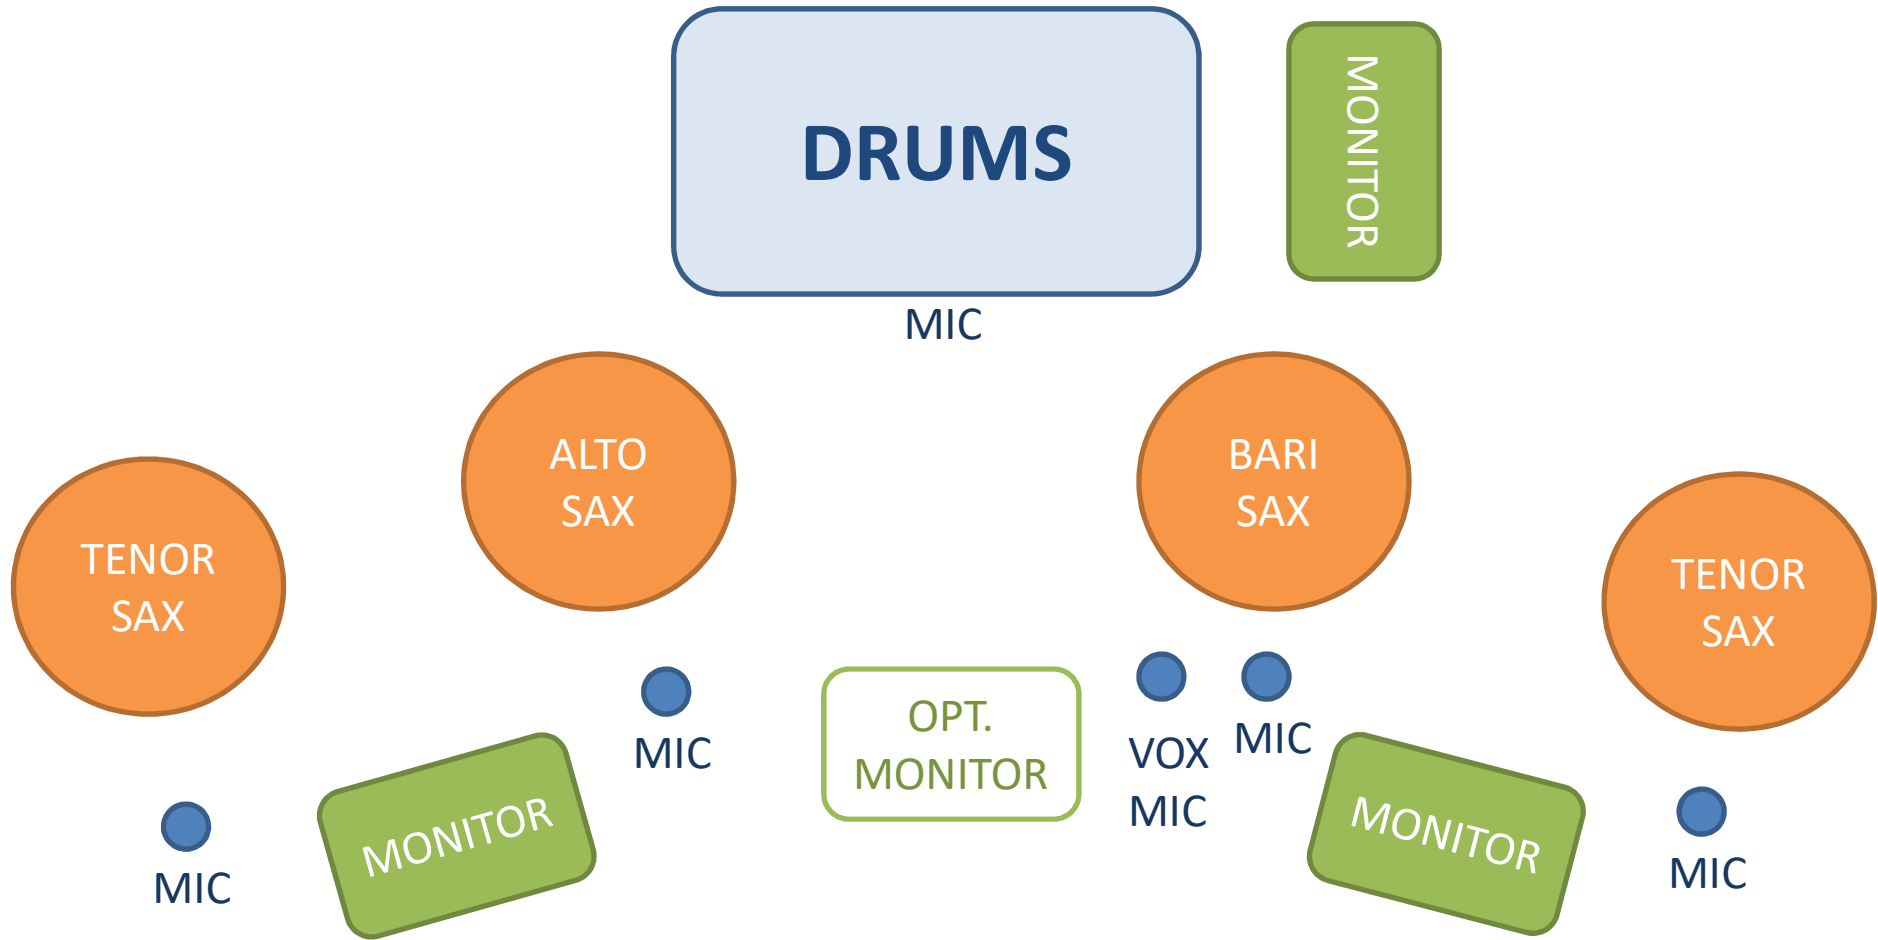 DRUMS
MONITOR
MIC
ALTO
SAX
BARI
SAX
TENOR
SAX
TENOR
SAX
MIC
OPT.
MONITOR
VOX
MIC
MIC
MONITOR
MONITOR
MIC
MIC